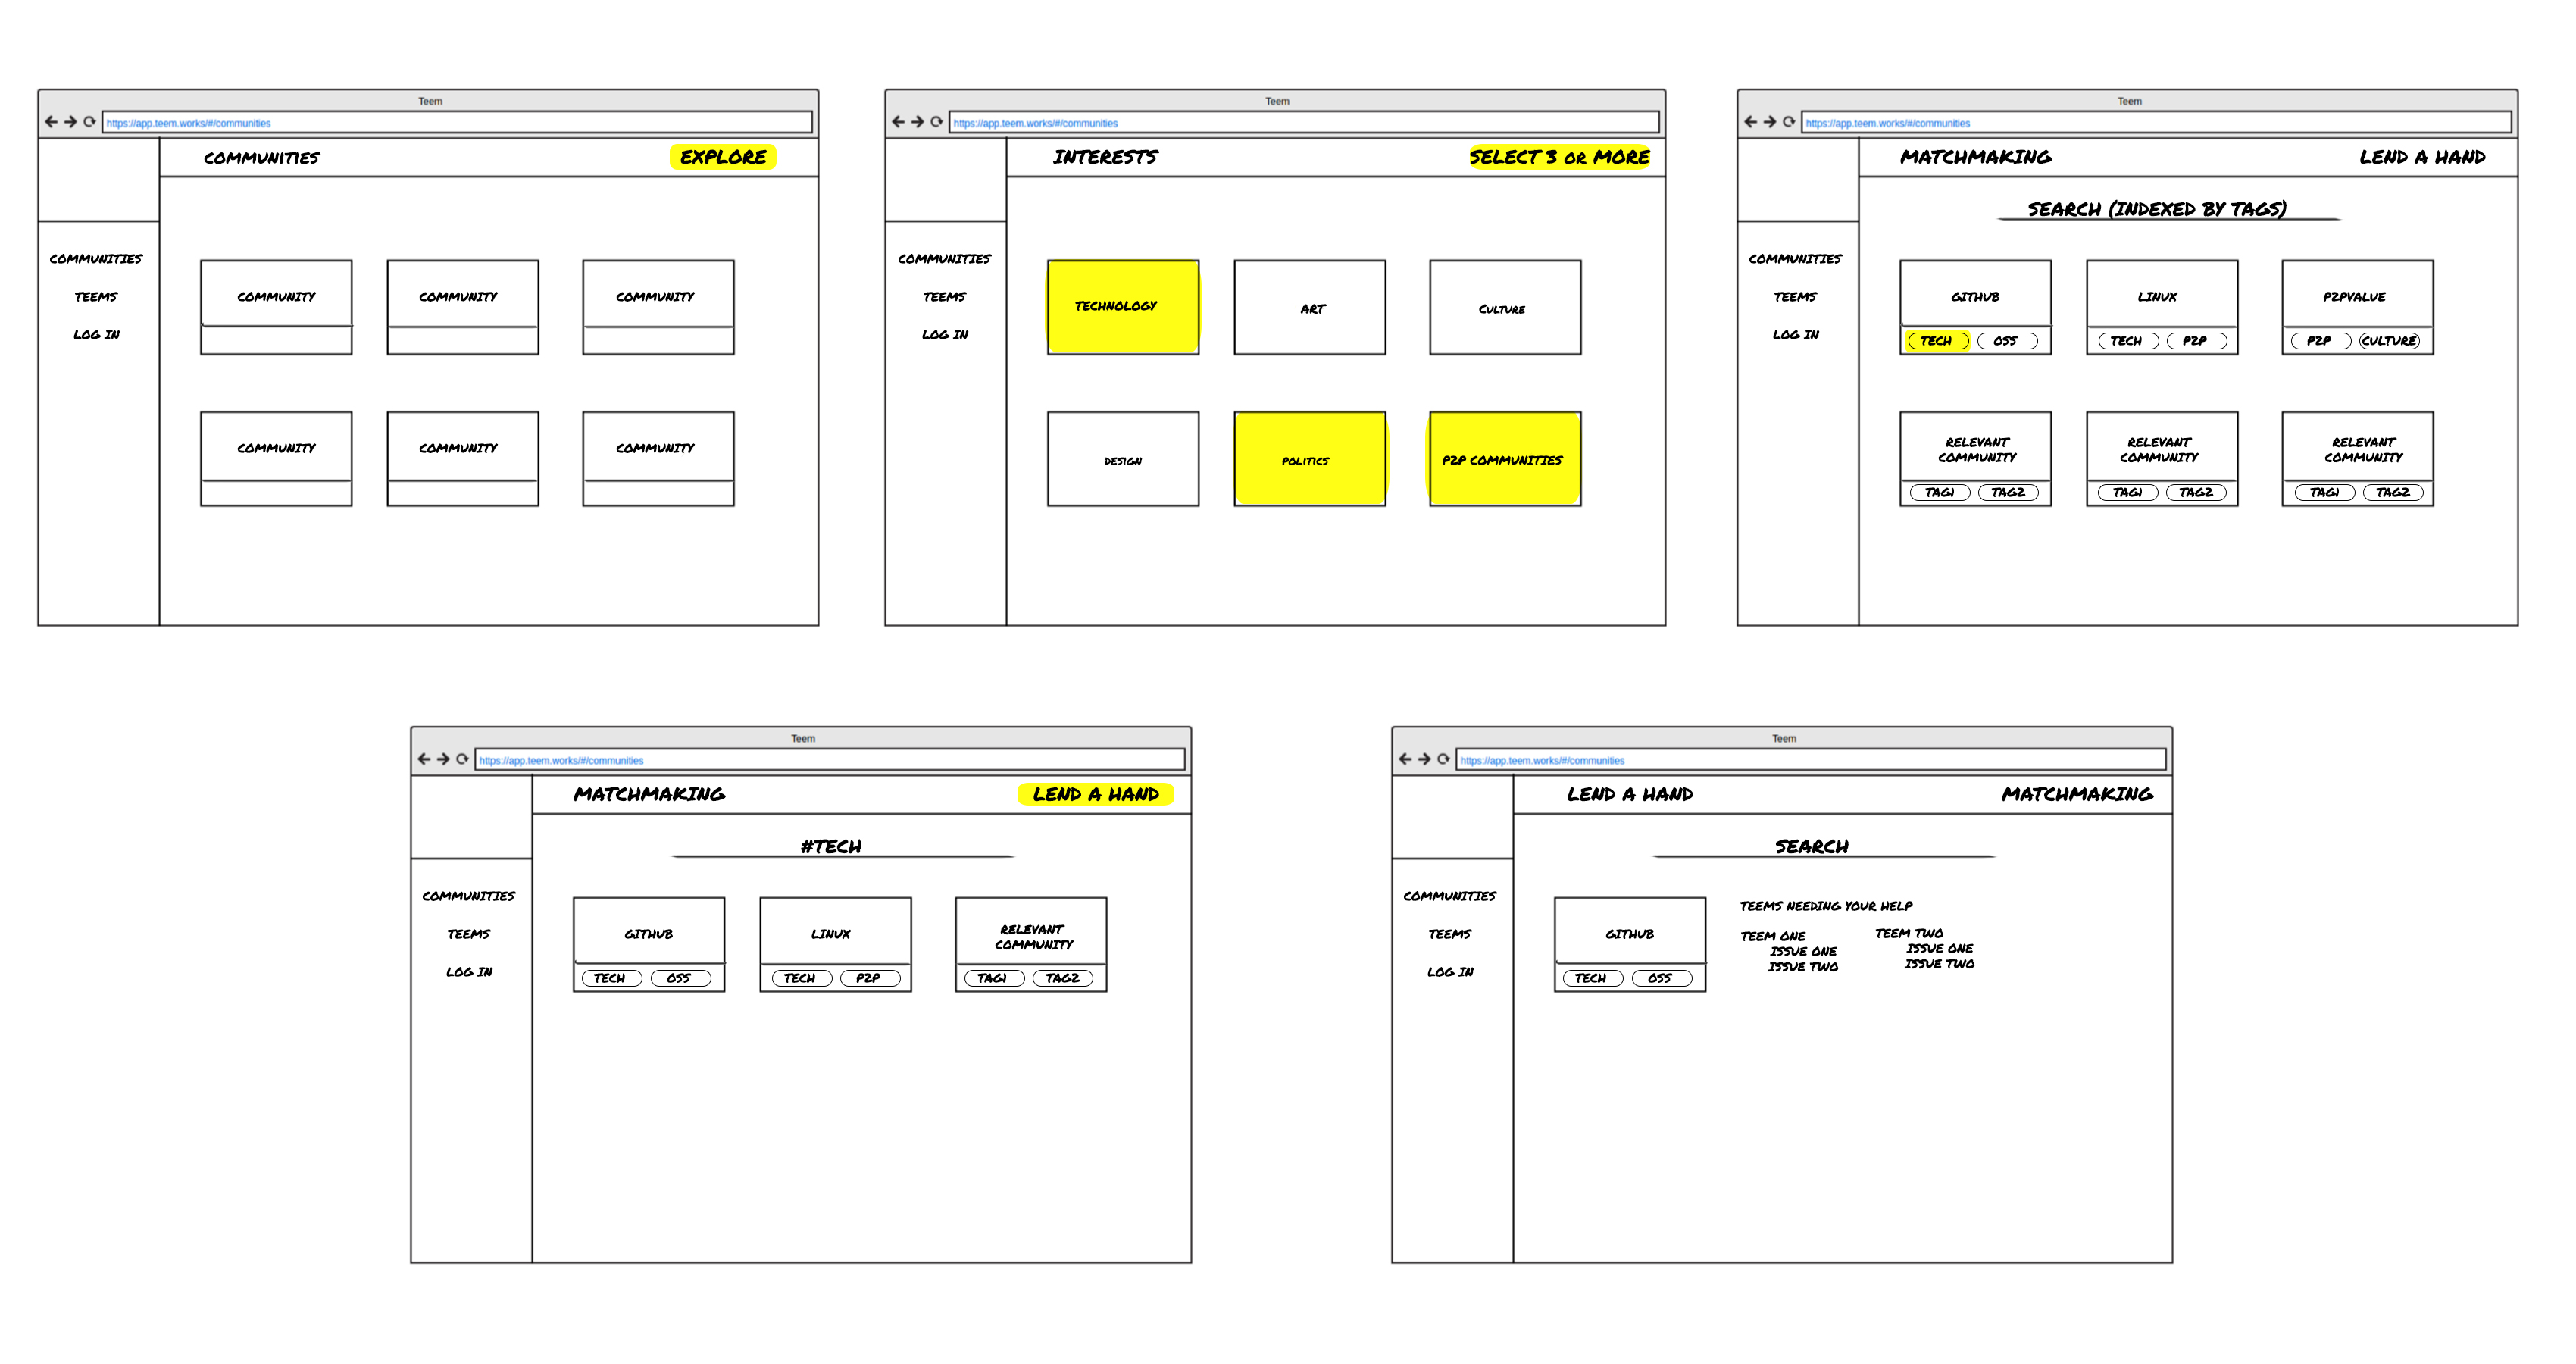 Teem
https://app.teem.works/#/communities
COMMUNITIES EXPLORE
COMMUNITIES
TEEMS
LOG IN
COMMUNITY COMMUNITY COMMUNITY
COMMUNITY COMMUNITY COMMUNITY
Teem
https://app.teem.works/#/communities
INTERESTS SELECT 3 OR MORE
COMMUNITIES
TEEMS
LOG IN
TECHNOLOGY ART CULTURE
DESIGN POLITICS P2P COMMUNITIES
Teem
https://app.teem.works/#/communities
MATCHMAKING LEND A HAND
SEARCH (INDEXED BY TAGS)
COMMUNITIES
TEEMS
LOG IN
GITHUB LINUX P2PVALUE
TECH OSS TECH P2P P2P CULTURE
RELEVANT COMMUNITY RELEVANT COMMUNITY RELEVANT COMMUNITY
TAG1 TAG2 TAG1 TAG2 TAG1 TAG2
Teem
https://app.teem.works/#/communities
MATCHMAKING LEND A HAND
#TECH
COMMUNITIES
TEEMS
LOG IN
GITHUB LINUX RELEVANT COMMUNITY
TECH OSS TECH P2P TAG1 TAG2
Teem
https://app.teem.works/#/communities
LEND A HAND MATCHMAKING
SEARCH
COMMUNITIES
TEEMS
LOG IN
GITHUB
TECH OSS
TEEMS NEEDING YOUR HELP
TEEM ONE
ISSUE ONE
ISSUE TWO
TEEM TWO
ISSUE ONE
ISSUE TWO